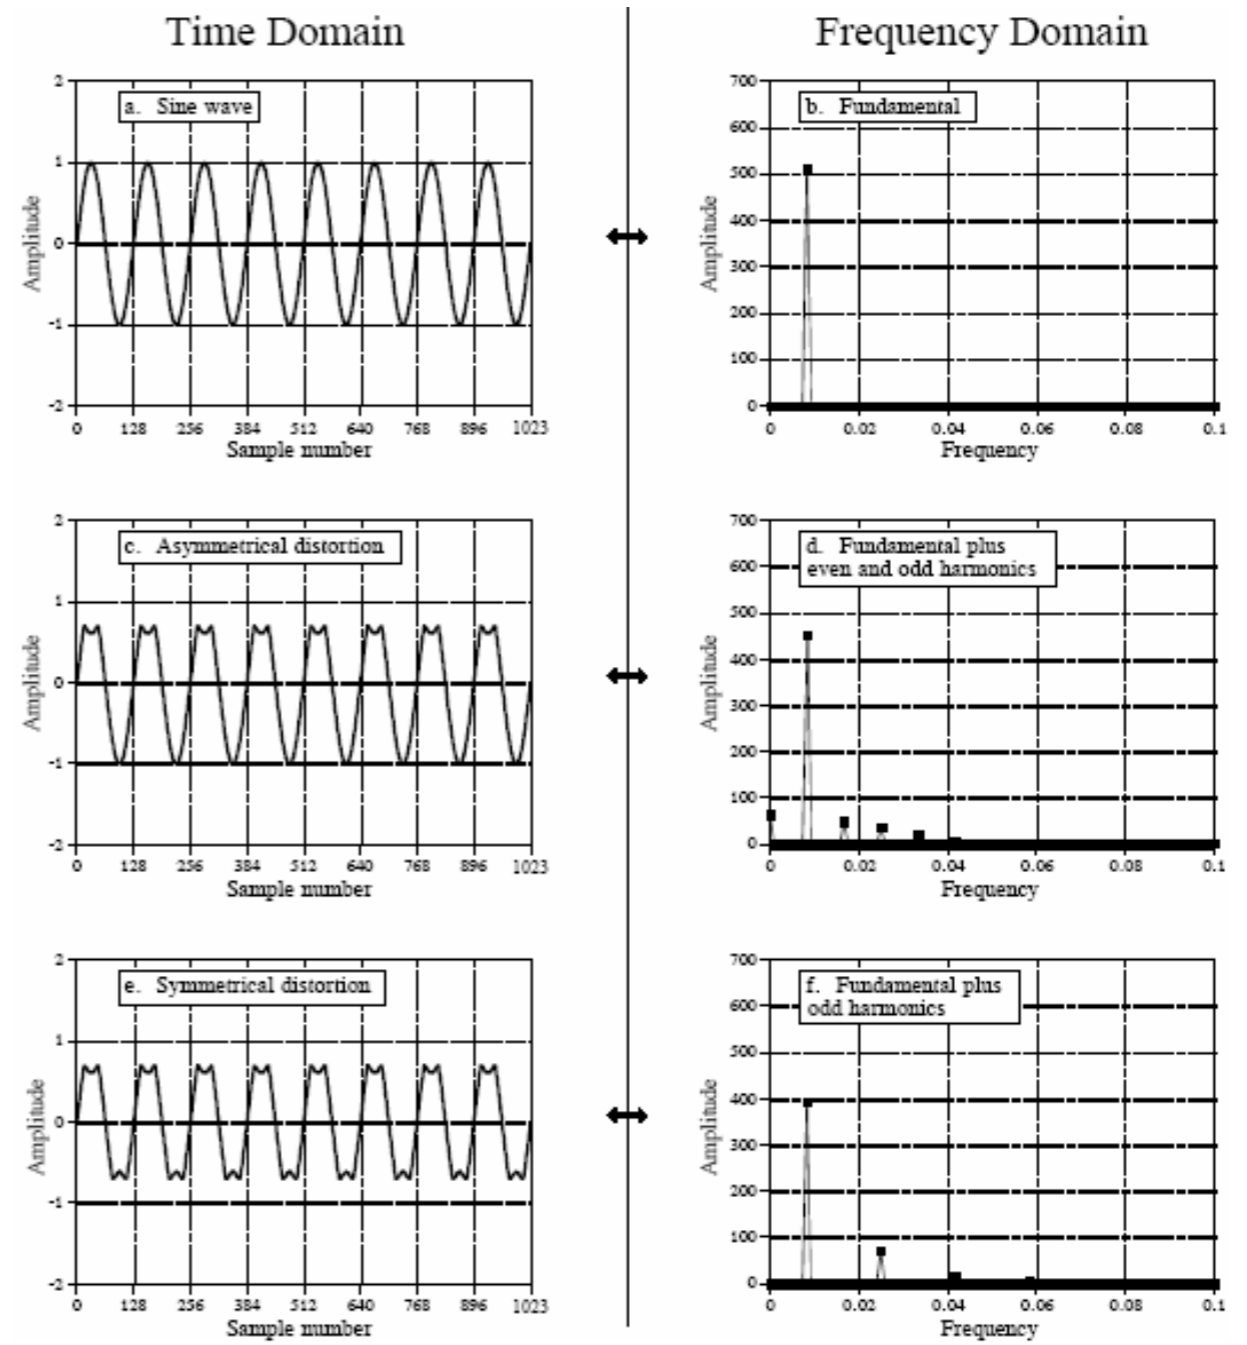 Time Domain
Frequency Domain
2
a. Sine wave
1
0
-1
-2
Amplitude
0 128 256 384 512 640 768 896 1023
Sample number
700
b. Fundamental
600
500
400
300
200
100
0
Amplitude
0 0.02 0.04 0.06 0.08 0.1
Frequency
2
c. Asymmetrical distortion
1
0
-1
-2
Amplitude
0 128 256 384 512 640 768 896 1023
Sample number
700
d. Fundamental plus
even and odd harmonics
600
500
400
300
200
100
0
Amplitude
0 0.02 0.04 0.06 0.08 0.1
Frequency
2
e. Symmetrical distortion
1
0
-1
-2
Amplitude
0 128 256 384 512 640 768 896 1023
Sample number
700
f. Fundamental plus
odd harmonics
600
500
400
300
200
100
0
Amplitude
0 0.02 0.04 0.06 0.08 0.1
Frequency